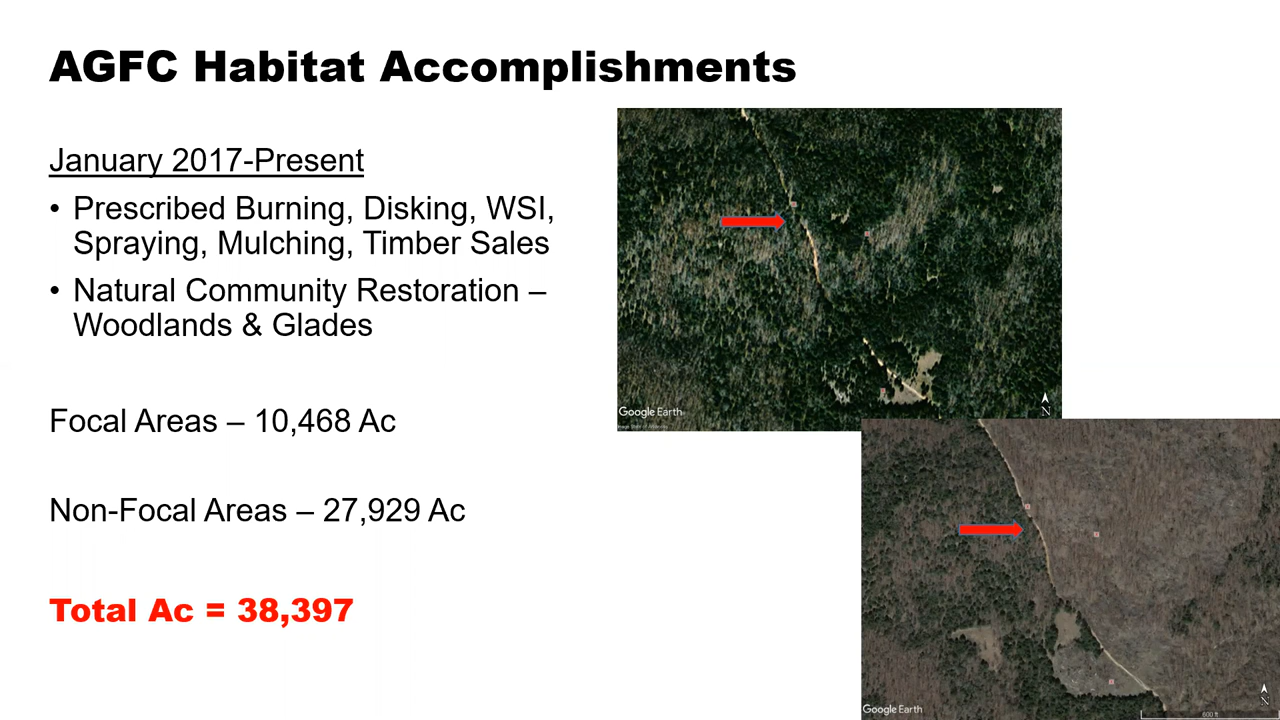 AGFC Habitat Accomplishments
January 2017-Present
• Prescribed Burning, Disking, WSI,
Spraying, Mulching, Timber Sales
• Natural Community Restoration –
Woodlands & Glades
Focal Areas – 10,468 Ac
Non-Focal Areas – 27,929 Ac
Total Ac = 38,397
Google Earth
N
Google Earth
N
600 ft